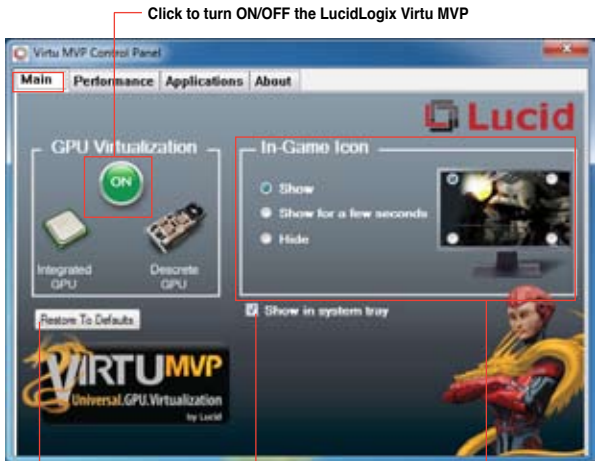 Click to turn ON/OFF the LucidLogix Virtu MVP
Virtu MVP Control Panel
Main Performance Applications About
Lucid
GPU Virtualization
In-Game Icon
ON
Show
Show for a few seconds
Hide
Integrated GPU
Descrete GPU
Restore To Defaults
Show in system tray
VIRTUMVP
Universal.GPU.Virtualization
by Lucid